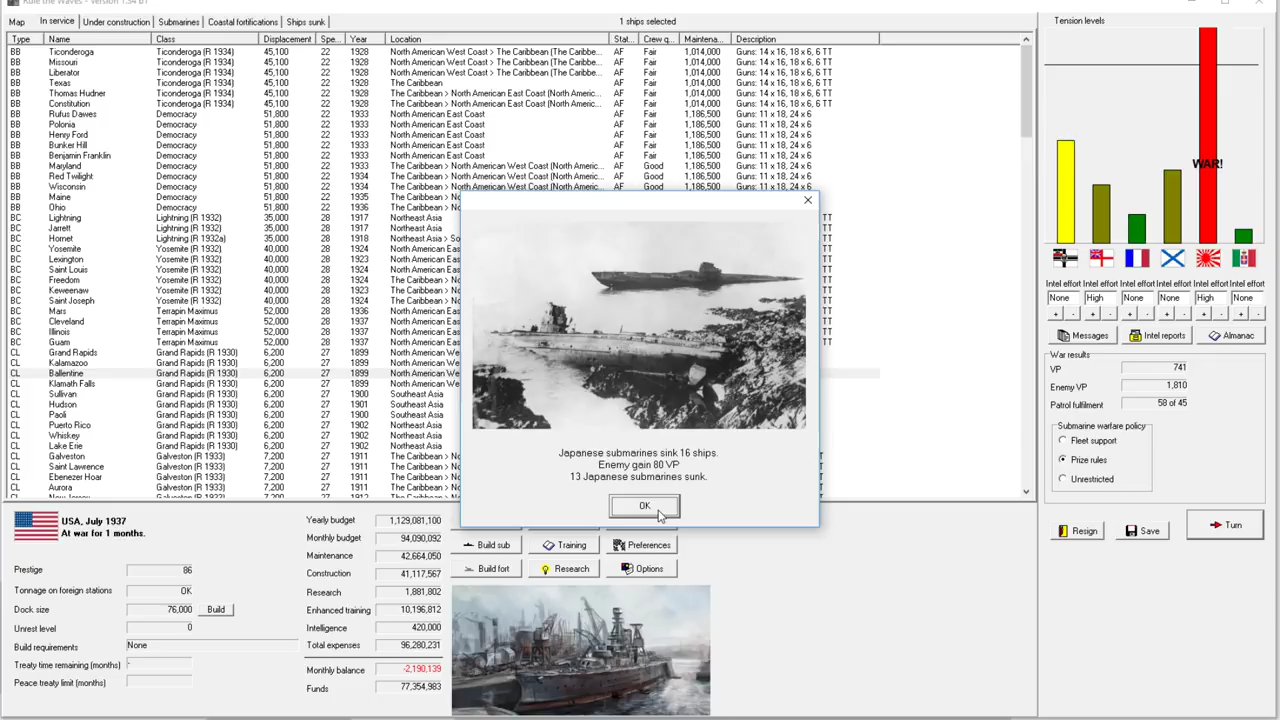 Rule the Waves - Version 1.34 b1
Map In service Under construction Submarines Coastal fortifications Ships sunk 1 ships selected
Type Name Class Displacement Spe... Year Location Stat... Crew q... Maintena... Description
BB Ticonderoga Ticonderoga (R 1934) 45,100 22 1928 North American West Coast > The Caribbean (The Caribbe... AF Fair 1,014,000 Guns: 14 x 16, 18 x 6, 6 TT
BB Missouri Ticonderoga (R 1934) 45,100 22 1928 North American West Coast > The Caribbean (The Caribbe... AF Fair 1,014,000 Guns: 14 x 16, 18 x 6, 6 TT
BB Liberator Ticonderoga (R 1934) 45,100 22 1928 North American West Coast > The Caribbean (The Caribbe... AF Fair 1,014,000 Guns: 14 x 16, 18 x 6, 6 TT
BB Texas Ticonderoga (R 1934) 45,100 22 1928 The Caribbean AF Fair 1,014,000 Guns: 14 x 16, 18 x 6, 6 TT
BB Thomas Hudner Ticonderoga (R 1934) 45,100 22 1928 The Caribbean > North American East Coast (North Americ... AF Fair 1,014,000 Guns: 14 x 16, 18 x 6, 6 TT
BB Constitution Ticonderoga (R 1934) 45,100 22 1928 The Caribbean > North American East Coast (North Americ... AF Fair 1,014,000 Guns: 14 x 16, 18 x 6, 6 TT
BB Rufus Dawes Democracy 51,800 22 1933 North American East Coast AF Fair 1,186,500 Guns: 11 x 18, 24 x 6
BB Polonia Democracy 51,800 22 1933 North American East Coast AF Fair 1,186,500 Guns: 11 x 18, 24 x 6
BB Henry Ford Democracy 51,800 22 1933 North American East Coast AF Fair 1,186,500 Guns: 11 x 18, 24 x 6
BB Bunker Hill Democracy 51,800 22 1933 North American East Coast AF Fair 1,186,500 Guns: 11 x 18, 24 x 6
BB Benjamin Franklin Democracy 51,800 22 1933 North American East Coast AF Fair 1,186,500 Guns: 11 x 18, 24 x 6
BB Maryland Democracy 51,800 22 1933 The Caribbean > North American West Coast (North Americ... AF Good 1,186,500 Guns: 11 x 18, 24 x 6
BB Red Twilight Democracy 51,800 22 1934 The Caribbean > North American West Coast (North Americ... AF Good 1,186,500 Guns: 11 x 18, 24 x 6
BB Wisconsin Democracy 51,800 22 1934 The Caribbean > North American West Coast (North Americ... AF Good 1,186,500 Guns: 11 x 18, 24 x 6
BB Maine Democracy 51,800 22 1935 The Caribbean > No
BB Ohio Democracy 51,800 22 1936 The Caribbean > No
BC Lightning Lightning (R 1932) 35,000 28 1917 Northeast Asia TT
BC Jarrett Lightning (R 1932) 35,000 28 1917 Northeast Asia TT
BC Hornet Lightning (R 1932a) 35,000 28 1918 Northeast Asia > So TT
BC Yosemite Yosemite (R 1932) 40,000 28 1924 North American Eas TT
BC Lexington Yosemite (R 1932) 40,000 28 1923 North American Eas TT
BC Saint Louis Yosemite (R 1932) 40,000 28 1923 North American Eas TT
BC Freedom Yosemite (R 1932) 40,000 28 1924 North American Eas TT
BC Keweenaw Yosemite (R 1932) 40,000 28 1924 North American Eas TT
BC Saint Joseph Yosemite (R 1932) 40,000 28 1924 North American Eas TT
BC Mars Terrapin Maximus 52,000 28 1936 The Caribbean > No TT
BC Cleveland Terrapin Maximus 52,000 28 1937 The Caribbean > No TT
BC Illinois Terrapin Maximus 52,000 28 1937 The Caribbean > No TT
BC Guam Terrapin Maximus 52,000 28 1937 The Caribbean > No TT
CL Grand Rapids Grand Rapids (R 1930) 6,200 27 1899 North American We
CL Kalamazoo Grand Rapids (R 1930) 6,200 27 1899 North American We
CL Ballentine Grand Rapids (R 1930) 6,200 27 1899 North American We
CL Klamath Falls Grand Rapids (R 1930) 6,200 27 1899 North American We
CL Sullivan Grand Rapids (R 1930) 6,200 27 1900 Southeast Asia
CL Hudson Grand Rapids (R 1930) 6,200 27 1901 Southeast Asia
CL Paoli Grand Rapids (R 1930) 6,200 27 1900 Southeast Asia
CL Puerto Rico Grand Rapids (R 1930) 6,200 27 1902 Northeast Asia
CL Whiskey Grand Rapids (R 1930) 6,200 27 1902 Northeast Asia
CL Lake Erie Grand Rapids (R 1930) 6,200 27 1902 Northeast Asia
CL Galveston Galveston (R 1933) 6,200 27 1911 North American Eas
CL Saint Lawrence Galveston (R 1933) 6,200 27 1911 North American Eas
CL Ebenezer Hoar Galveston (R 1933) 6,200 27 1911 North American Eas
CL Aurora Galveston (R 1933) 6,200 27 1911 North American Eas
Japanese submarines sink 16 ships.
Enemy gain 80 VP
13 Japanese submarines sunk.
OK
Tension levels
WAR!
Intel effort Intel effort Intel effort Intel effort Intel effort Intel effort
None High None None High None
+ - + - + - + - + - + -
Messages Intel reports Almanac
War results
VP 741
Enemy VP 1,810
Patrol fulfilment 58 of 45
Submarine warfare policy
Fleet support
Prize rules
Unrestricted
Resign Save Turn
USA, July 1937
At war for 1 months.
Prestige 86
Tonnage on foreign stations OK
Dock size 76,000 Build
Unrest level 0
Build requirements None
Treaty time remaining (months) -
Peace treaty limit (months)
Yearly budget 1,129,081,100
Monthly budget 94,090,092
Maintenance 42,664,050
Construction 41,117,567
Research 1,881,802
Enhanced training 10,196,812
Intelligence 420,000
Total expenses 96,280,231
Monthly balance -2,190,139
Funds 77,354,983
Build sub Training Preferences
Build fort Research Options